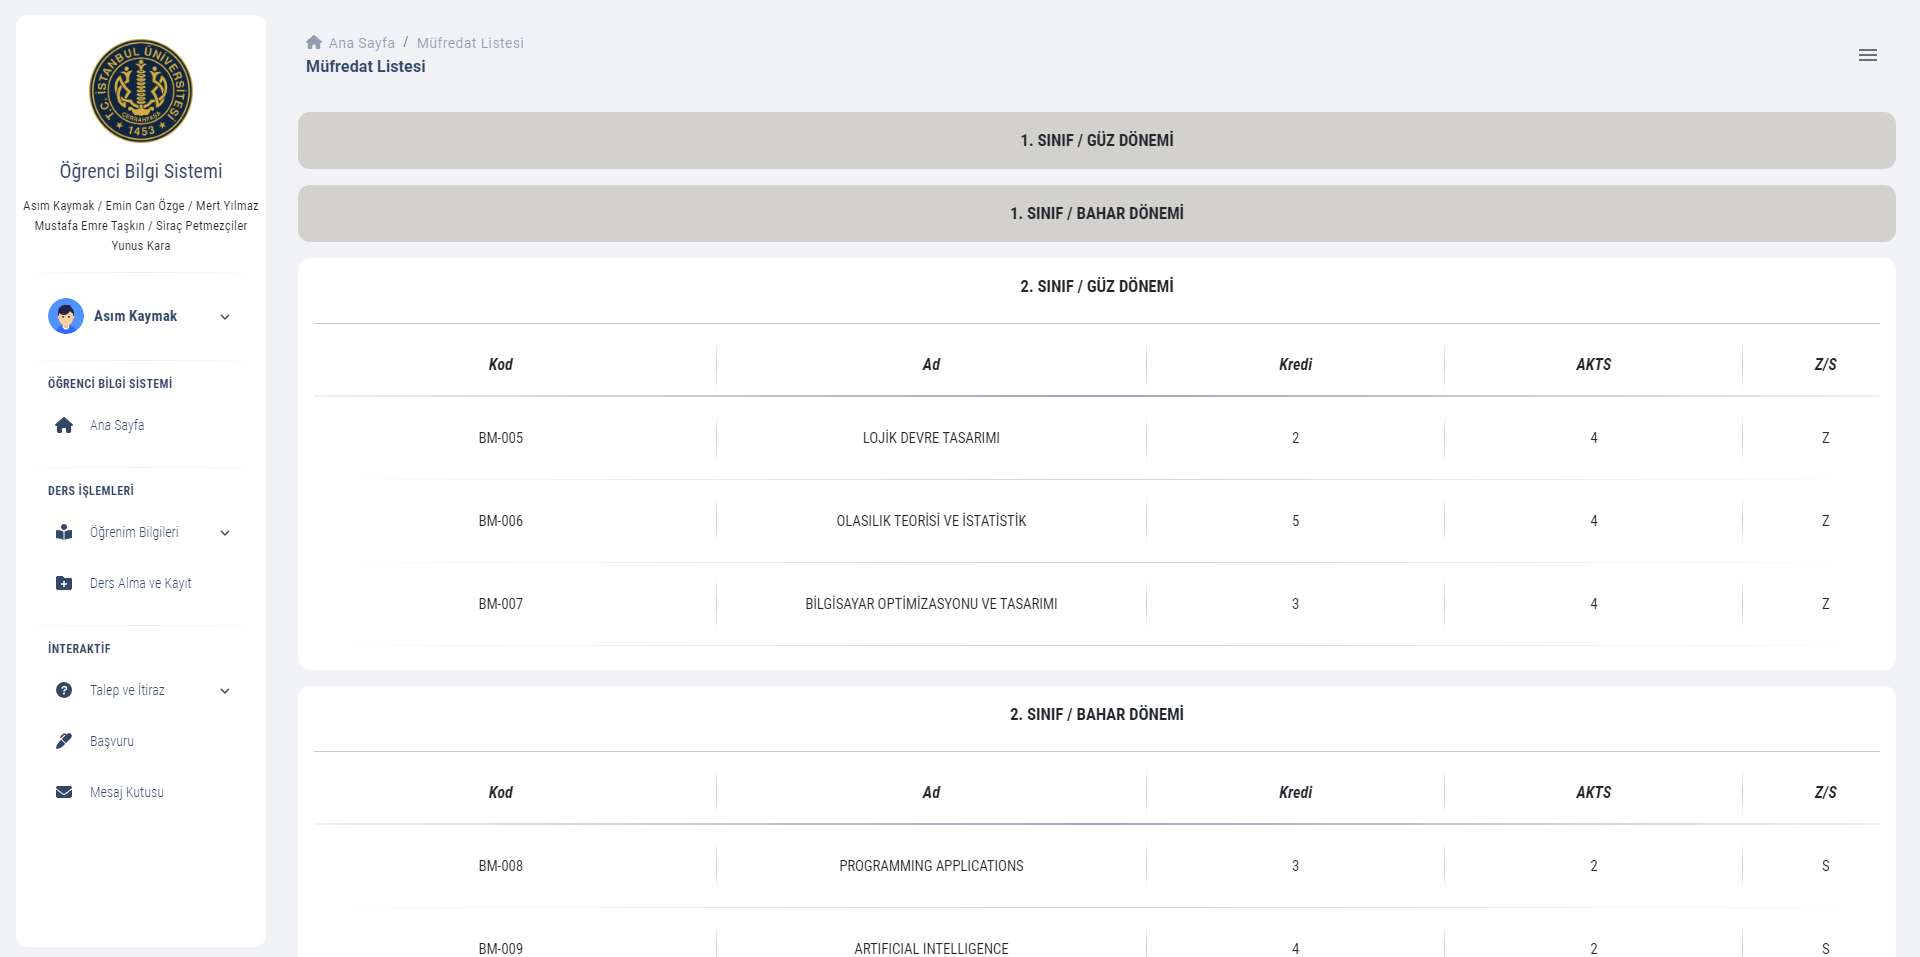 T.C. İSTANBUL ÜNİVERSİTESİ
CERRAHPAŞA
1453
Öğrenci Bilgi Sistemi
Asım Kaymak / Emin Can Özge / Mert Yılmaz
Mustafa Emre Taşkın / Siraç Petmezçiler
Yunus Kara
Asım Kaymak
ÖĞRENCİ BİLGİ SİSTEMİ
Ana Sayfa
DERS İŞLEMLERİ
Öğrenim Bilgileri
Ders Alma ve Kayıt
İNTERAKTİF
Talep ve İtiraz
Başvuru
Mesaj Kutusu
Ana Sayfa / Müfredat Listesi
Müfredat Listesi
1. SINIF / GÜZ DÖNEMİ
1. SINIF / BAHAR DÖNEMİ
2. SINIF / GÜZ DÖNEMİ
Kod Ad Kredi AKTS Z/S
BM-005 LOJİK DEVRE TASARIMI 2 4 Z
BM-006 OLASILIK TEORİSİ VE İSTATİSTİK 5 4 Z
BM-007 BİLGİSAYAR OPTİMİZASYONU VE TASARIMI 3 4 Z
2. SINIF / BAHAR DÖNEMİ
Kod Ad Kredi AKTS Z/S
BM-008 PROGRAMMING APPLICATIONS 3 2 S
BM-009 ARTIFICIAL INTELLIGENCE 4 2 S